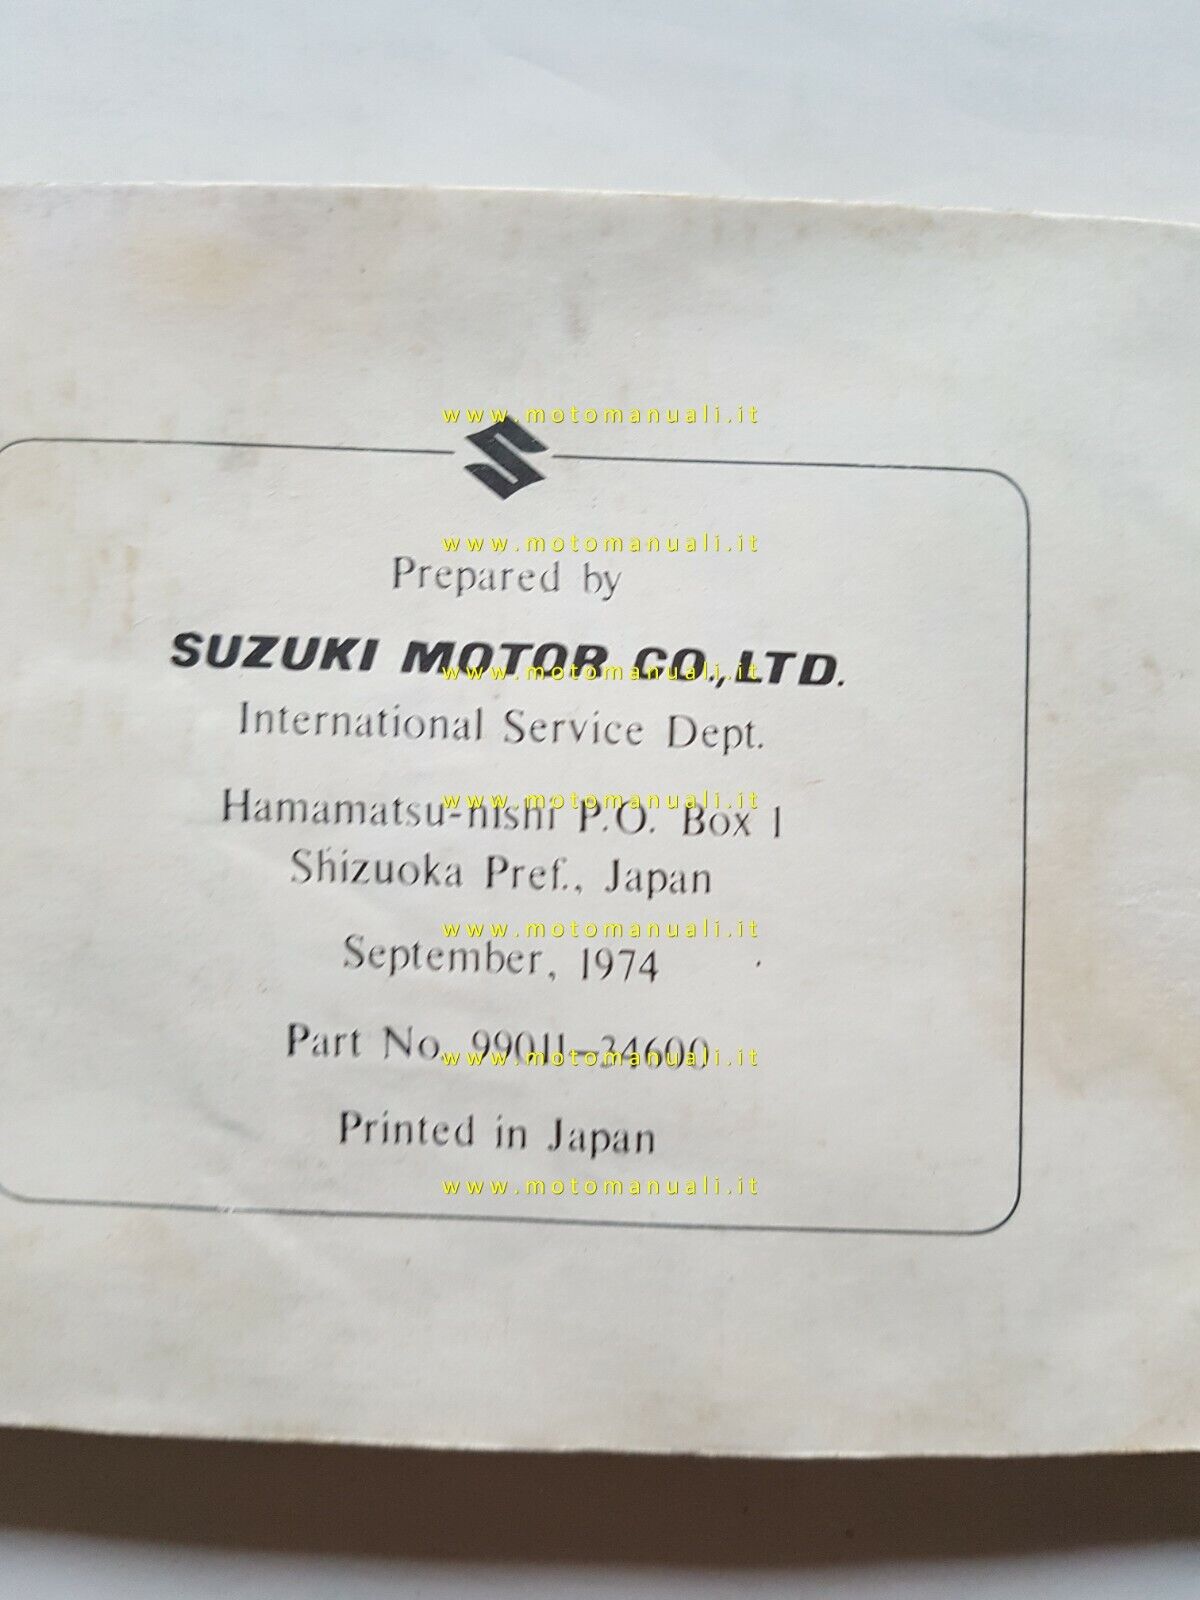 www.motomanuali.it
www.motomanuali.it
Prepared by
SUZUKI MOTOR CO.,LTD.
www.motomanuali.it
International Service Dept.
www.motomanuali.it
Hamamatsu-nishi P.O. Box 1
Shizuoka Pref., Japan
www.motomanuali.it
September, 1974
Part No. 99011-34600
www.motomanuali.it
Printed in Japan
www.motomanuali.it